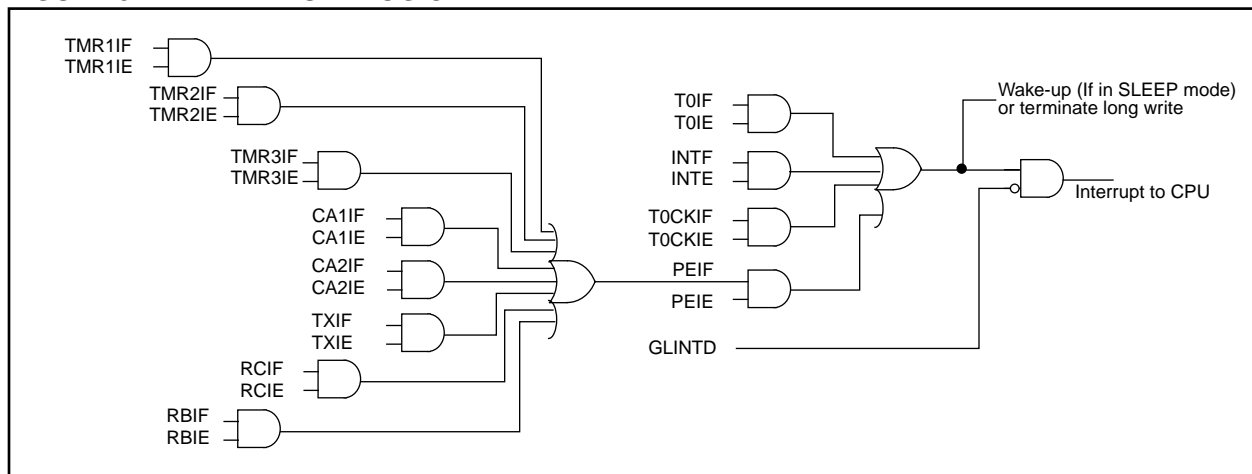 TMR1IF
TMR1IE
TMR2IF
TMR2IE
TMR3IF
TMR3IE
CA1IF
CA1IE
CA2IF
CA2IE
TXIF
TXIE
RCIF
RCIE
RBIF
RBIE
T0IF
T0IE
INTF
INTE
T0CKIF
T0CKIE
PEIF
PEIE
GLINTD
Wake-up (If in SLEEP mode)
or terminate long write
Interrupt to CPU